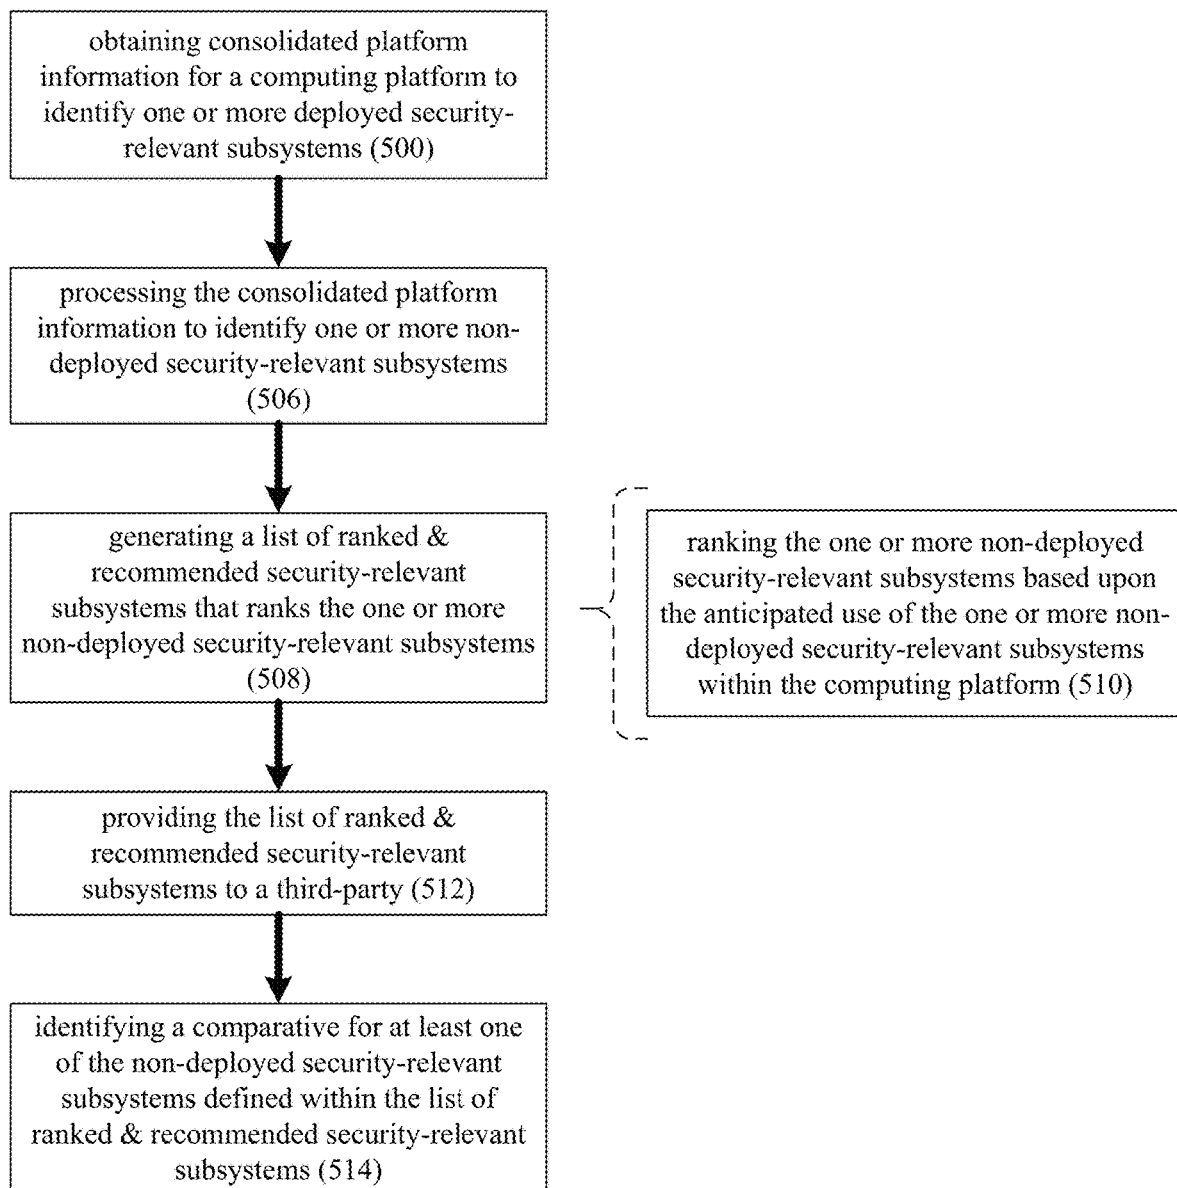 obtaining consolidated platform
information for a computing platform to
identify one or more deployed security-
relevant subsystems (500)
processing the consolidated platform
information to identify one or more non-
deployed security-relevant subsystems
(506)
generating a list of ranked &
recommended security-relevant
subsystems that ranks the one or more
non-deployed security-relevant subsystems
(508)
ranking the one or more non-deployed
security-relevant subsystems based upon
the anticipated use of the one or more non-
deployed security-relevant subsystems
within the computing platform (510)
providing the list of ranked &
recommended security-relevant
subsystems to a third-party (512)
identifying a comparative for at least one
of the non-deployed security-relevant
subsystems defined within the list of
ranked & recommended security-relevant
subsystems (514)